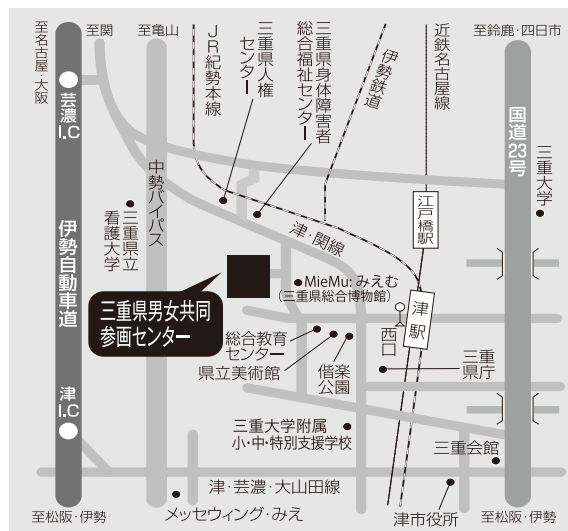 至名古屋・大阪
至関
至亀山
JR紀勢本線
三重県人権
センター
三重県身体障害者
総合福祉センター
伊勢鉄道
近鉄名古屋線
至鈴鹿・四日市
芸濃
I.C
中勢バイパス
国道23号
三重大学
三重県立
看護大学
江戸橋駅
伊勢自動車道
津・関線
MieMu:みえむ
(三重県総合博物館)
三重県男女共同
参画センター
津駅
西口
総合教育
センター
県立美術館
偕楽
公園
三重
県庁
津
I.C
三重大学附属
小・中・特別支援学校
三重会館
津・芸濃・大山田線
メッセウィング・みえ
津市役所
至松阪・伊勢
至松阪・伊勢